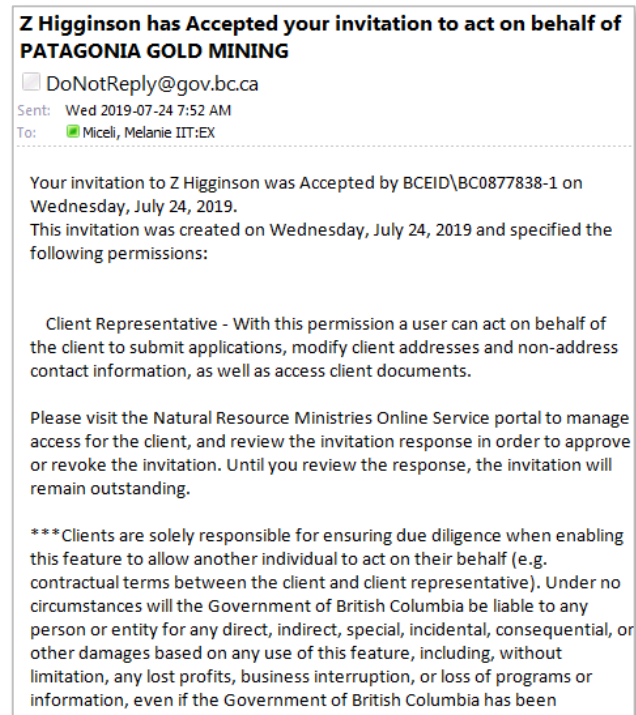 Z Higginson has Accepted your invitation to act on behalf of
PATAGONIA GOLD MINING
DoNotReply@gov.bc.ca
Sent: Wed 2019-07-24 7:52 AM
To: Miceli, Melanie IIT:EX
Your invitation to Z Higginson was Accepted by BCEID\BC0877838-1 on
Wednesday, July 24, 2019.
This invitation was created on Wednesday, July 24, 2019 and specified the
following permissions:
Client Representative - With this permission a user can act on behalf of
the client to submit applications, modify client addresses and non-address
contact information, as well as access client documents.
Please visit the Natural Resource Ministries Online Service portal to manage
access for the client, and review the invitation response in order to approve
or revoke the invitation. Until you review the response, the invitation will
remain outstanding.
***Clients are solely responsible for ensuring due diligence when enabling
this feature to allow another individual to act on their behalf (e.g.
contractual terms between the client and client representative). Under no
circumstances will the Government of British Columbia be liable to any
person or entity for any direct, indirect, special, incidental, consequential, or
other damages based on any use of this feature, including, without
limitation, any lost profits, business interruption, or loss of programs or
information, even if the Government of British Columbia has been